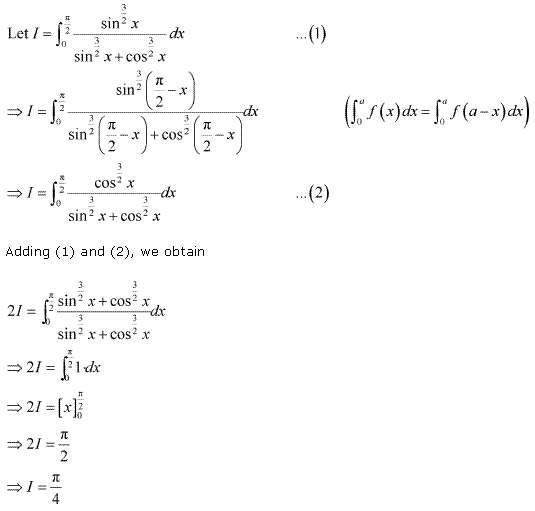 Let I = ∫₀^(π/2) (sin^(3/2) x)/(sin^(3/2) x + cos^(3/2) x) dx ...(1)
⇒ I = ∫₀^(π/2) (sin^(3/2) (π/2 − x))/(sin^(3/2) (π/2 − x) + cos^(3/2) (π/2 − x)) dx (∫₀^a f(x)dx = ∫₀^a f(a−x)dx)
⇒ I = ∫₀^(π/2) (cos^(3/2) x)/(sin^(3/2) x + cos^(3/2) x) dx ...(2)
Adding (1) and (2), we obtain
2I = ∫₀^(π/2) (sin^(3/2) x + cos^(3/2) x)/(sin^(3/2) x + cos^(3/2) x) dx
⇒ 2I = ∫₀^(π/2) 1·dx
⇒ 2I = [x]₀^(π/2)
⇒ 2I = π/2
⇒ I = π/4